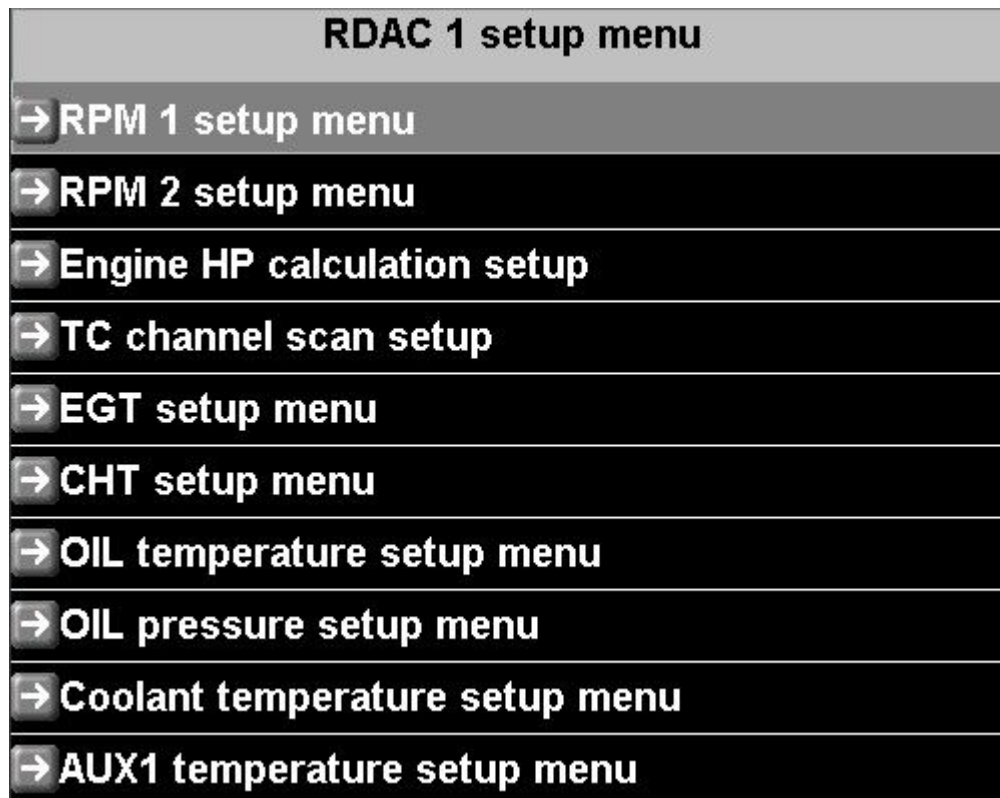 RDAC 1 setup menu
RPM 1 setup menu
RPM 2 setup menu
Engine HP calculation setup
TC channel scan setup
EGT setup menu
CHT setup menu
OIL temperature setup menu
OIL pressure setup menu
Coolant temperature setup menu
AUX1 temperature setup menu